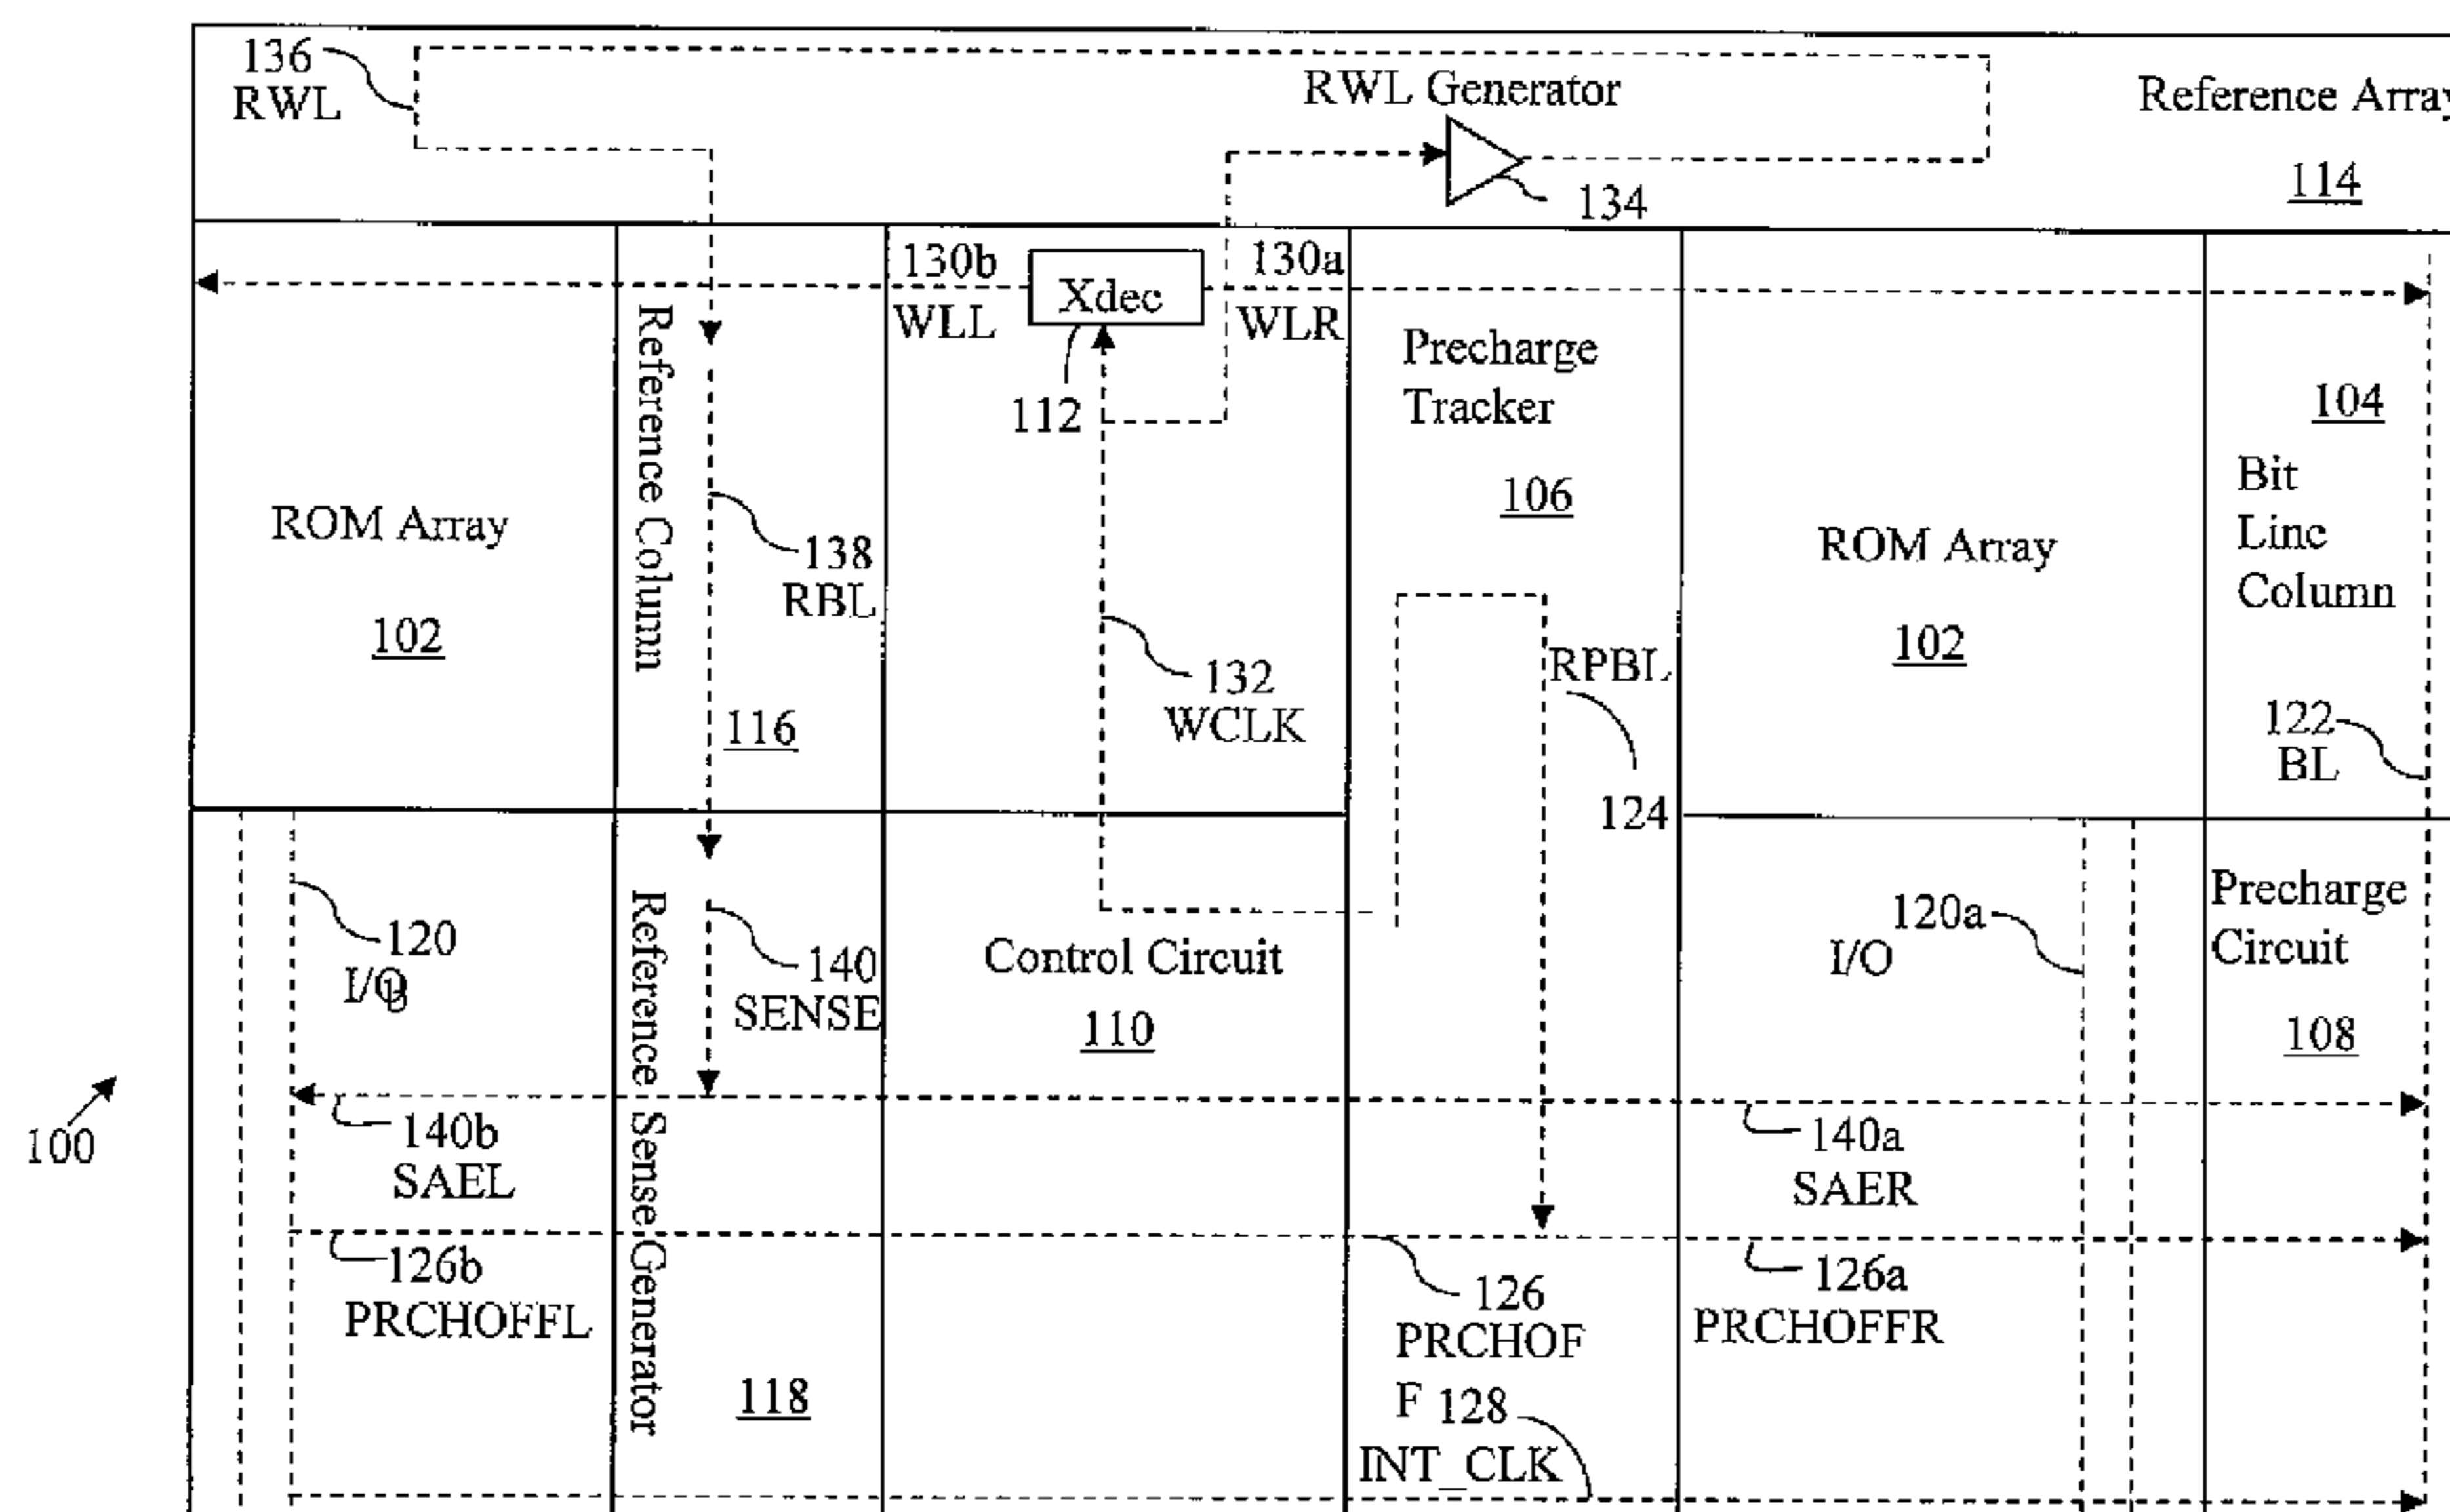 136
RWL
RWL Generator
Reference Array
134
114
130b
WLL
Xdec
130a
WLR
112
Reference Column
Precharge
Tracker
106
104
Bit
Line
Column
ROM Array
102
138
RBL
132
WCLK
116
RPBL
124
ROM Array
102
122
BL
120
I/O
Reference Sense Generator
140
SENSE
Control Circuit
110
120a
I/O
Precharge
Circuit
108
100
140b
SAEL
140a
SAER
126b
PRCHOFFL
126
PRCHOF
F
126a
PRCHOFFR
118
128
INT_CLK